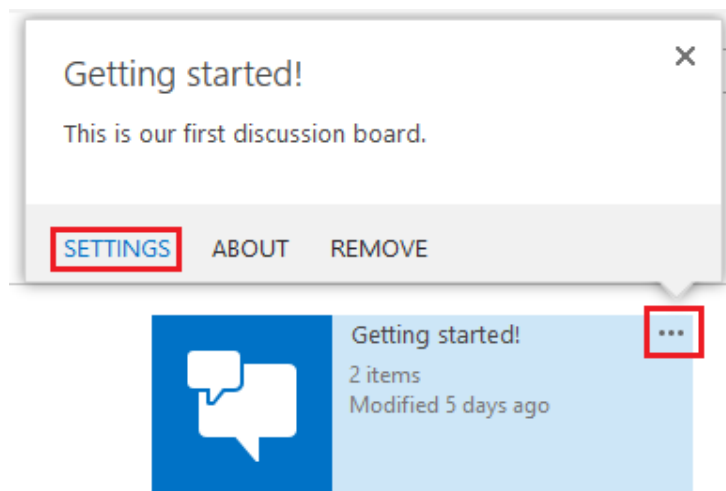 Getting started!
This is our first discussion board.
SETTINGS ABOUT REMOVE
Getting started!
2 items
Modified 5 days ago